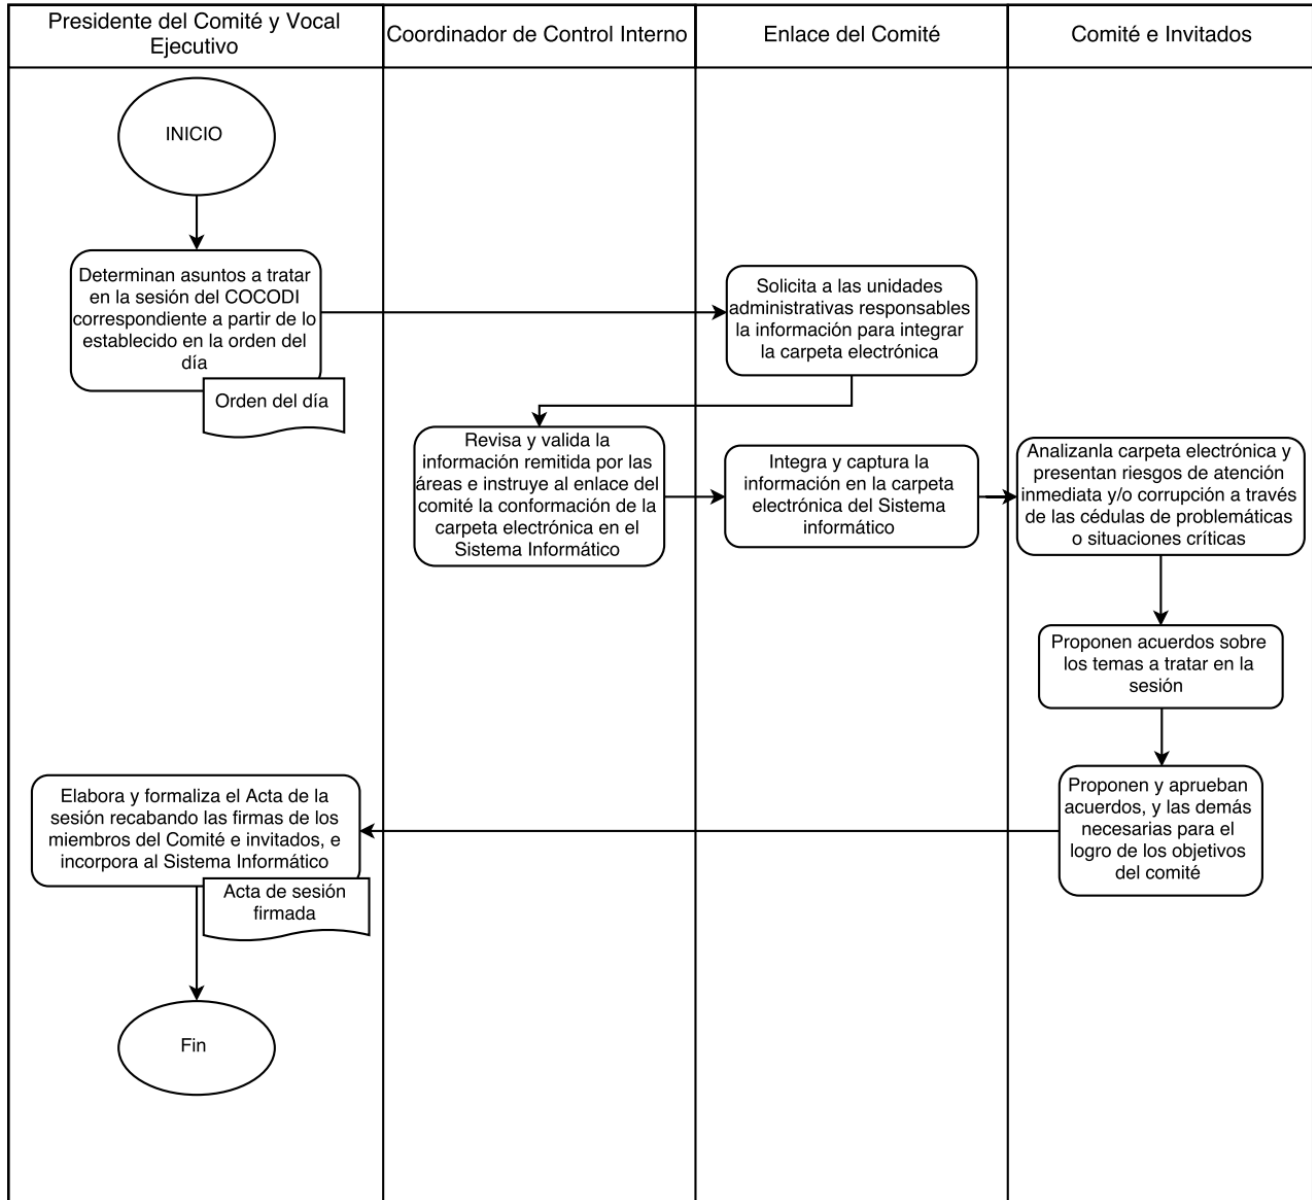 Presidente del Comité y Vocal
Ejecutivo
Coordinador de Control Interno
Enlace del Comité
Comité e Invitados
INICIO
Determinan asuntos a tratar
en la sesión del COCODI
correspondiente a partir de lo
establecido en la orden del
día
Orden del día
Solicita a las unidades
administrativas responsables
la información para integrar
la carpeta electrónica
Revisa y valida la
información remitida por las
áreas e instruye al enlace del
comité la conformación de la
carpeta electrónica en el
Sistema Informático
Integra y captura la
información en la carpeta
electrónica del Sistema
informático
Analizanla carpeta electrónica y
presentan riesgos de atención
inmediata y/o corrupción a través
de las cédulas de problemáticas
o situaciones críticas
Proponen acuerdos sobre
los temas a tratar en la
sesión
Proponen y aprueban
acuerdos, y las demás
necesarias para el
logro de los objetivos
del comité
Elabora y formaliza el Acta de la
sesión recabando las firmas de los
miembros del Comité e invitados, e
incorpora al Sistema Informático
Acta de sesión
firmada
Fin